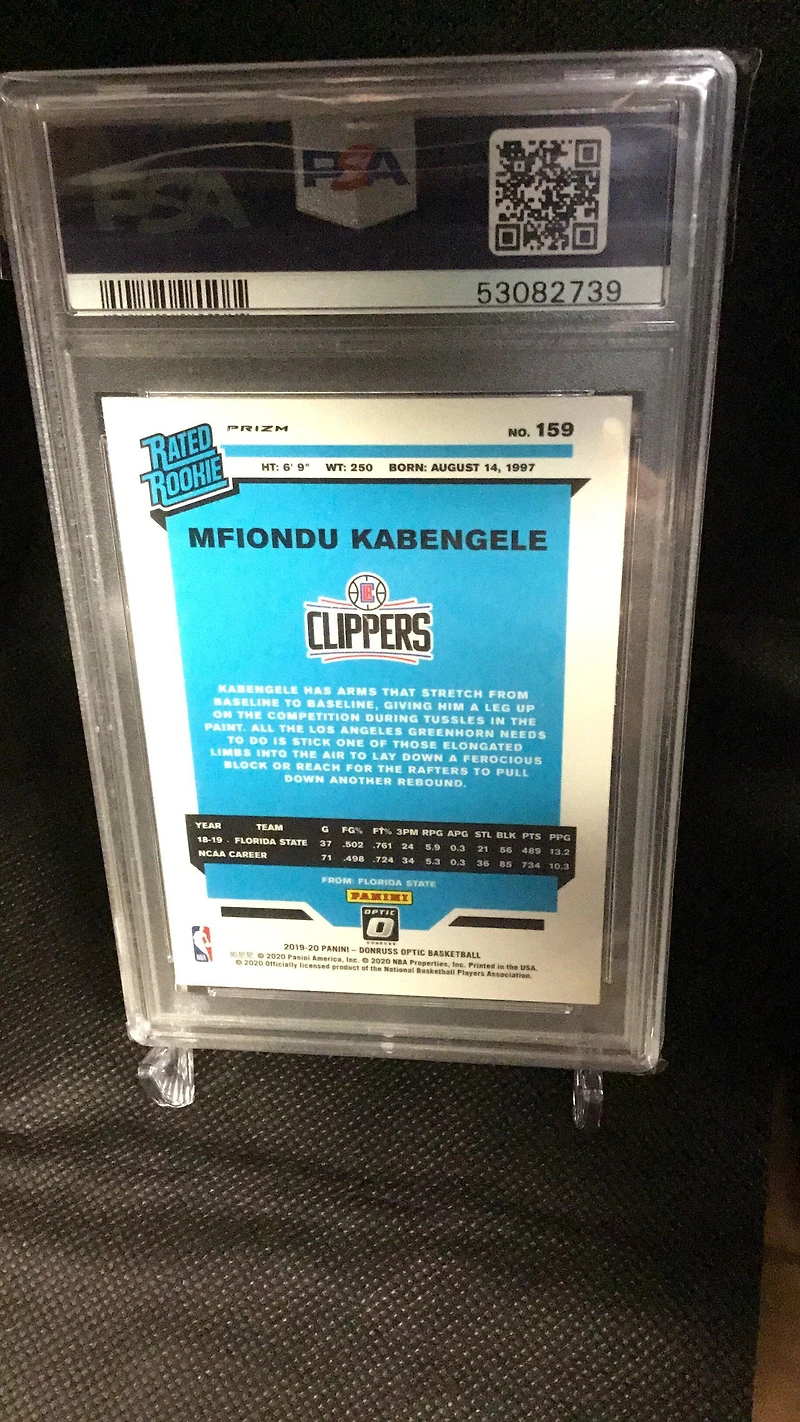 PSA
PSA
53082739
RATED
ROOKIE
PRIZM
NO. 159
HT: 6' 9" WT: 250 BORN: AUGUST 14, 1997
MFIONDU KABENGELE
CLIPPERS
KABENGELE HAS ARMS THAT STRETCH FROM
BASELINE TO BASELINE, GIVING HIM A LEG UP
ON THE COMPETITION DURING TUSSLES IN THE
PAINT. ALL THE LOS ANGELES GREENHORN NEEDS
TO DO IS STICK ONE OF THOSE ELONGATED
LIMBS INTO THE AIR TO LAY DOWN A FEROCIOUS
BLOCK OR REACH FOR THE RAFTERS TO PULL
DOWN ANOTHER REBOUND.
YEAR TEAM G FG% FT% 3PM RPG APG STL BLK PTS PPG
18-19 - FLORIDA STATE 37 .502 .761 24 5.9 0.3 21 56 489 13.2
NCAA CAREER 71 .498 .724 34 5.3 0.3 36 85 734 10.3
FROM: FLORIDA STATE
PANINI
OPTIC
DONRUSS
NBA
2019-20 PANINI – DONRUSS OPTIC BASKETBALL
© 2020 Panini America, Inc. © 2020 NBA Properties, Inc. Printed in the USA.
© 2020 Officially licensed product of the National Basketball Players Association.